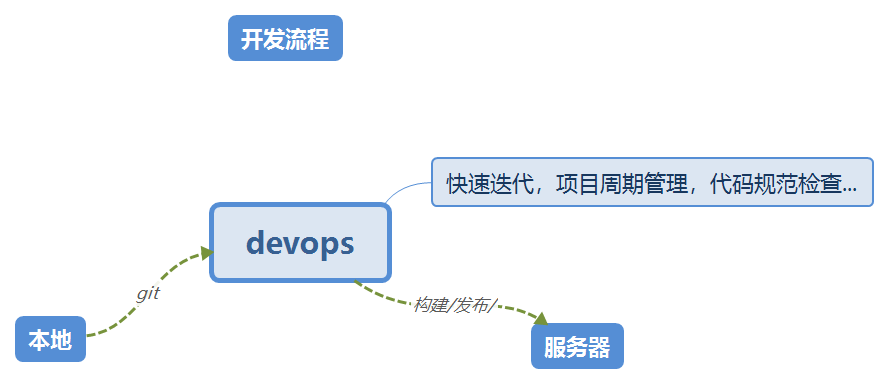 开发流程
快速迭代，项目周期管理，代码规范检查...
devops
git
构建/发布/
本地
服务器